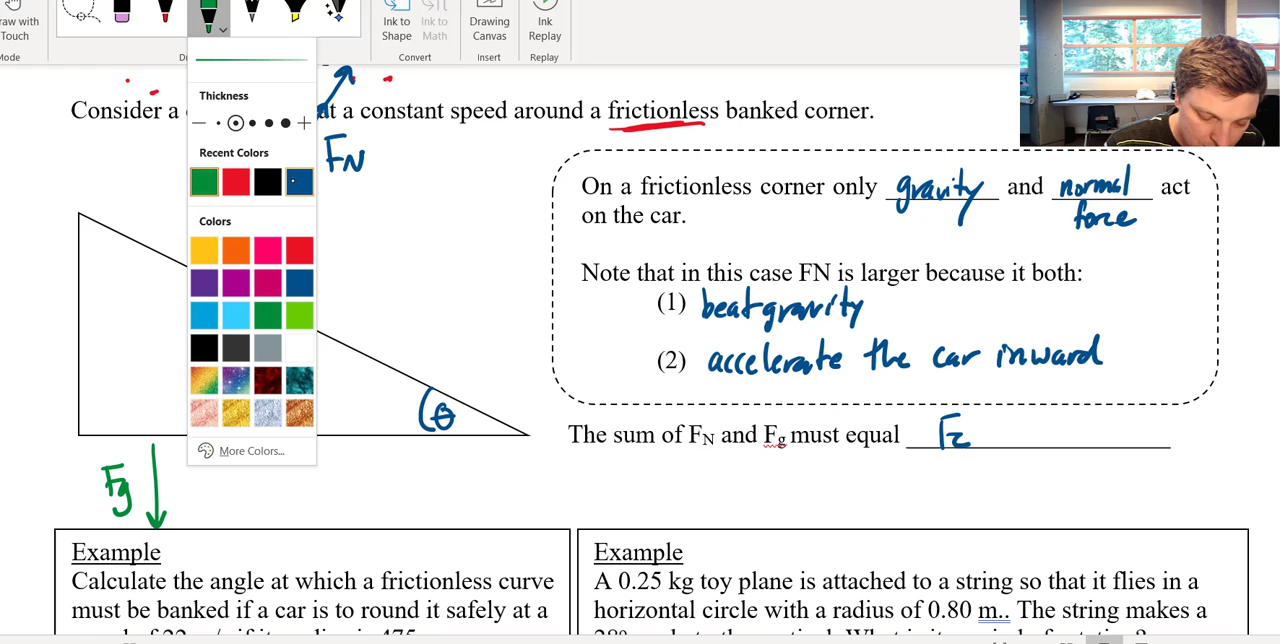 raw with
Touch
Mode
Ink to
Shape
Ink to
Math
Convert
Drawing
Canvas
Insert
Ink
Replay
Replay
Thickness
Recent Colors
Colors
More Colors...
Consider a at a constant speed around a frictionless banked corner.
FN
On a frictionless corner only gravity and normal force act
on the car.
Note that in this case FN is larger because it both:
(1) beat gravity
(2) accelerate the car inward
The sum of FN and Fg must equal Fc
θ
Fg
Example
Calculate the angle at which a frictionless curve
must be banked if a car is to round it safely at a
Example
A 0.25 kg toy plane is attached to a string so that it flies in a
horizontal circle with a radius of 0.80 m.. The string makes a